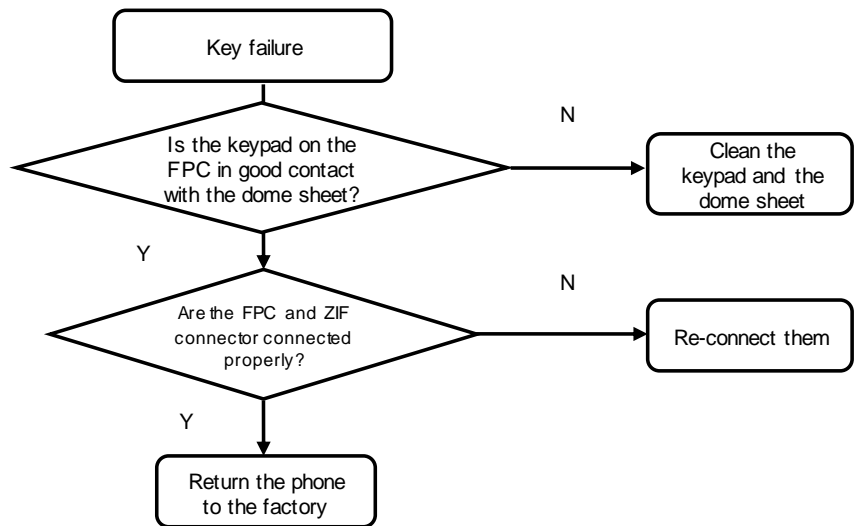 Key failure
N
Is the keypad on the
FPC in good contact
with the dome sheet?
Clean the
keypad and the
dome sheet
Y
N
Are the FPC and ZIF
connector connected
properly?
Re-connect them
Y
Return the phone
to the factory